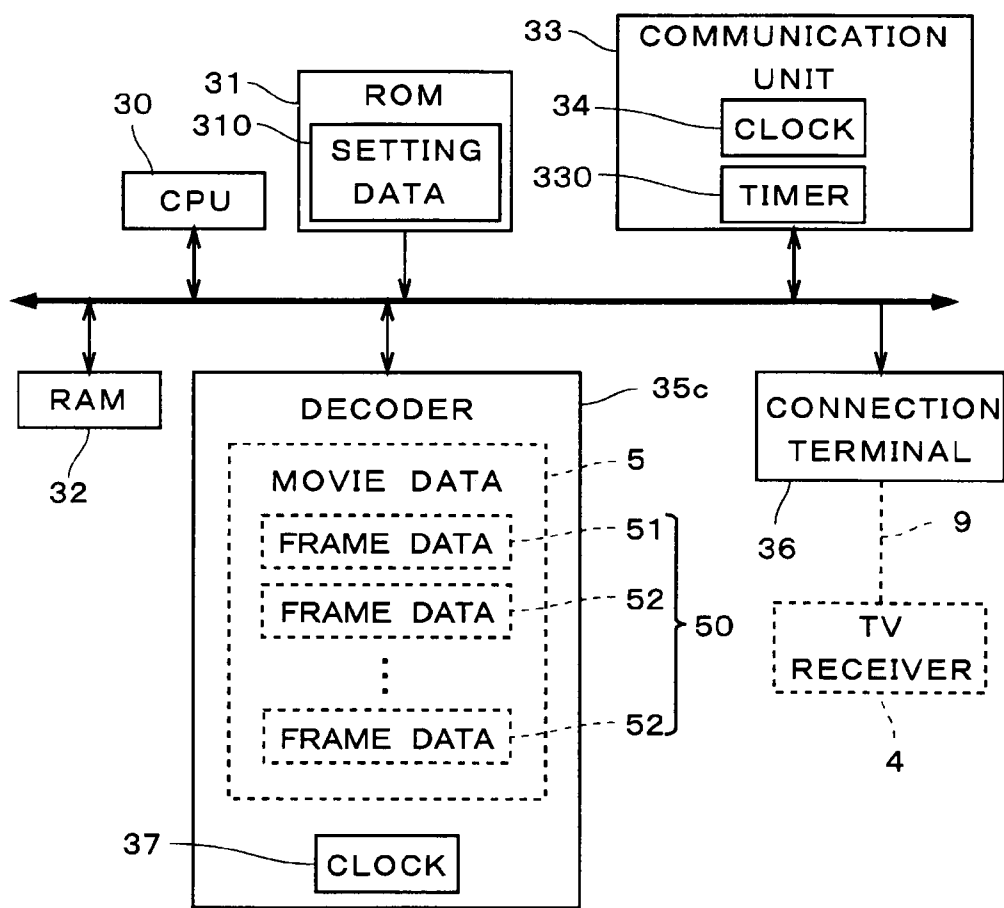 33
COMMUNICATION
UNIT
34
CLOCK
330
TIMER
31
ROM
310
SETTING
DATA
30
CPU
RAM
32
DECODER
35c
MOVIE DATA
5
FRAME DATA
51
FRAME DATA
52
50
FRAME DATA
52
37
CLOCK
CONNECTION
TERMINAL
36
9
TV
RECEIVER
4